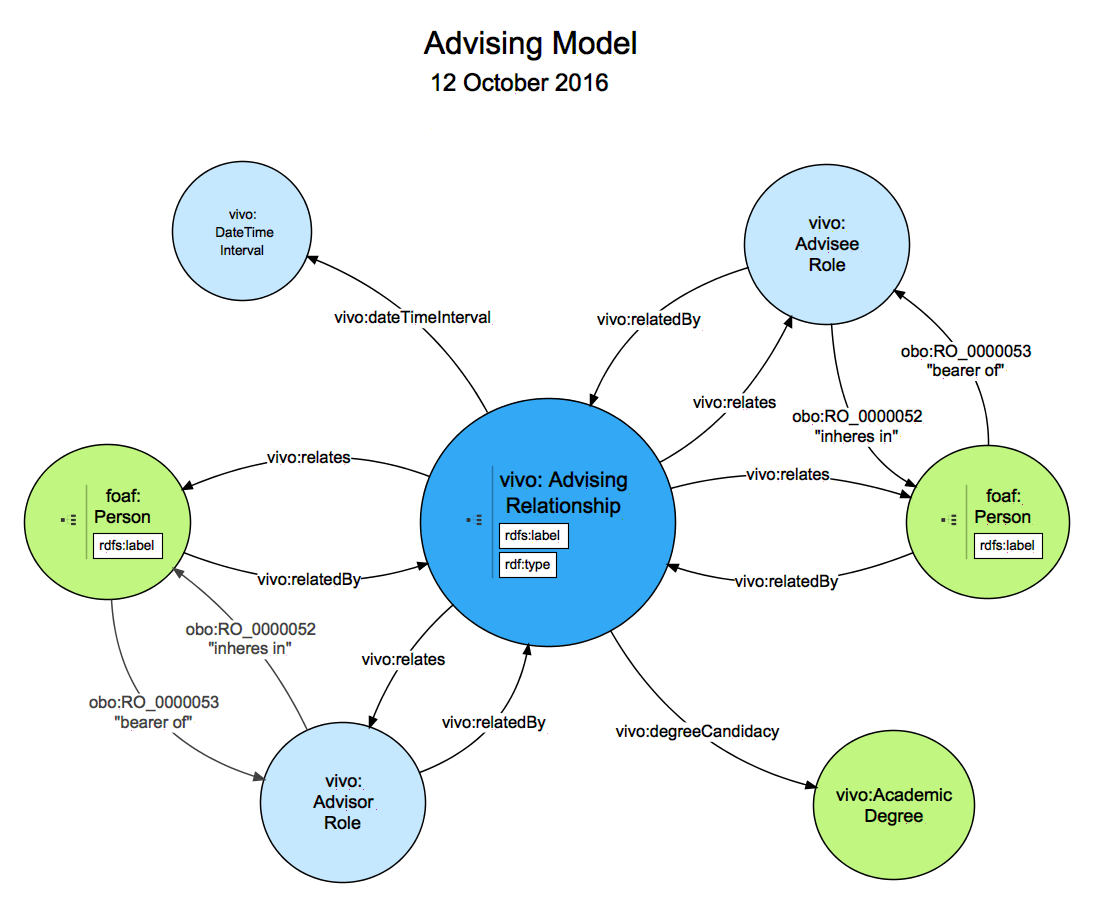 Advising Model
12 October 2016
vivo:
DateTime
Interval
vivo:
Advisee
Role
vivo:dateTimeInterval
vivo:relatedBy
obo:RO_0000053
"bearer of"
vivo:relates
obo:RO_0000052
"inheres in"
vivo:relates
vivo:relates
foaf:
Person
rdfs:label
vivo: Advising
Relationship
rdfs:label
rdf:type
foaf:
Person
rdfs:label
vivo:relatedBy
vivo:relatedBy
obo:RO_0000052
"inheres in"
vivo:relates
obo:RO_0000053
"bearer of"
vivo:relatedBy
vivo:degreeCandidacy
vivo:
Advisor
Role
vivo:Academic
Degree